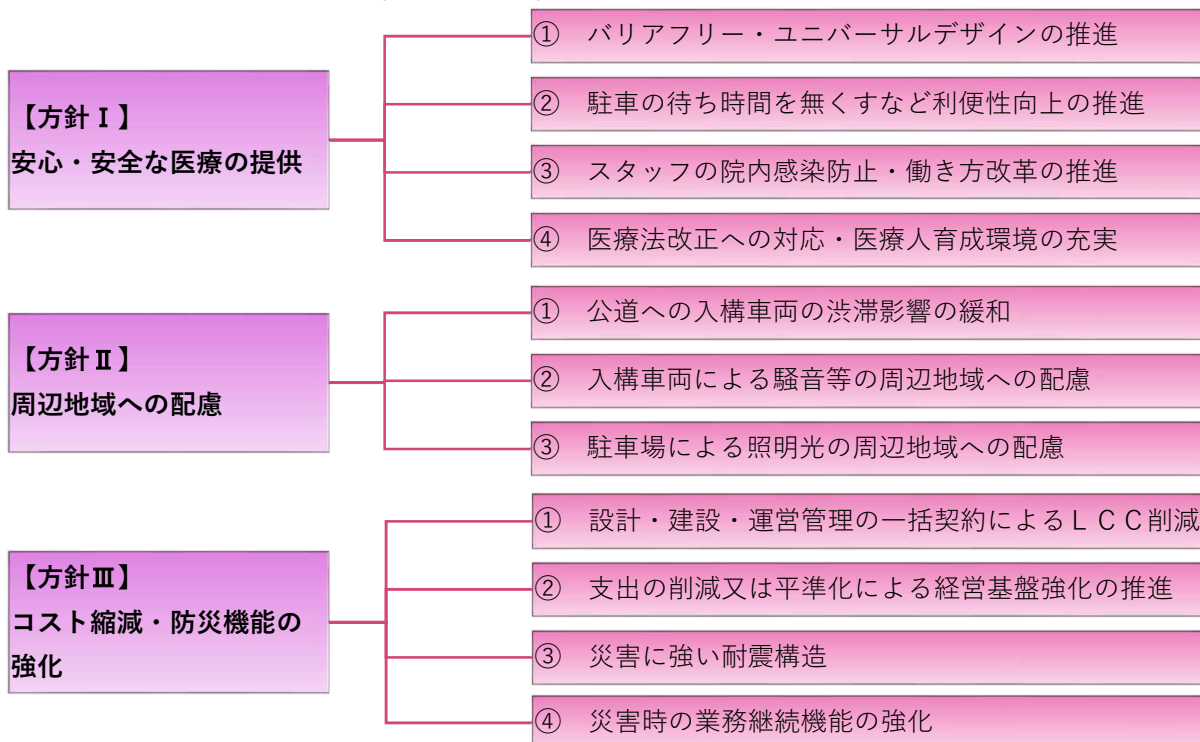 【方針Ⅰ】
安心・安全な医療の提供
① バリアフリー・ユニバーサルデザインの推進
② 駐車の待ち時間を無くすなど利便性向上の推進
③ スタッフの院内感染防止・働き方改革の推進
④ 医療法改正への対応・医療人育成環境の充実
【方針Ⅱ】
周辺地域への配慮
① 公道への入構車両の渋滞影響の緩和
② 入構車両による騒音等の周辺地域への配慮
③ 駐車場による照明光の周辺地域への配慮
【方針Ⅲ】
コスト縮減・防災機能の
強化
① 設計・建設・運営管理の一括契約によるＬＣＣ削減
② 支出の削減又は平準化による経営基盤強化の推進
③ 災害に強い耐震構造
④ 災害時の業務継続機能の強化